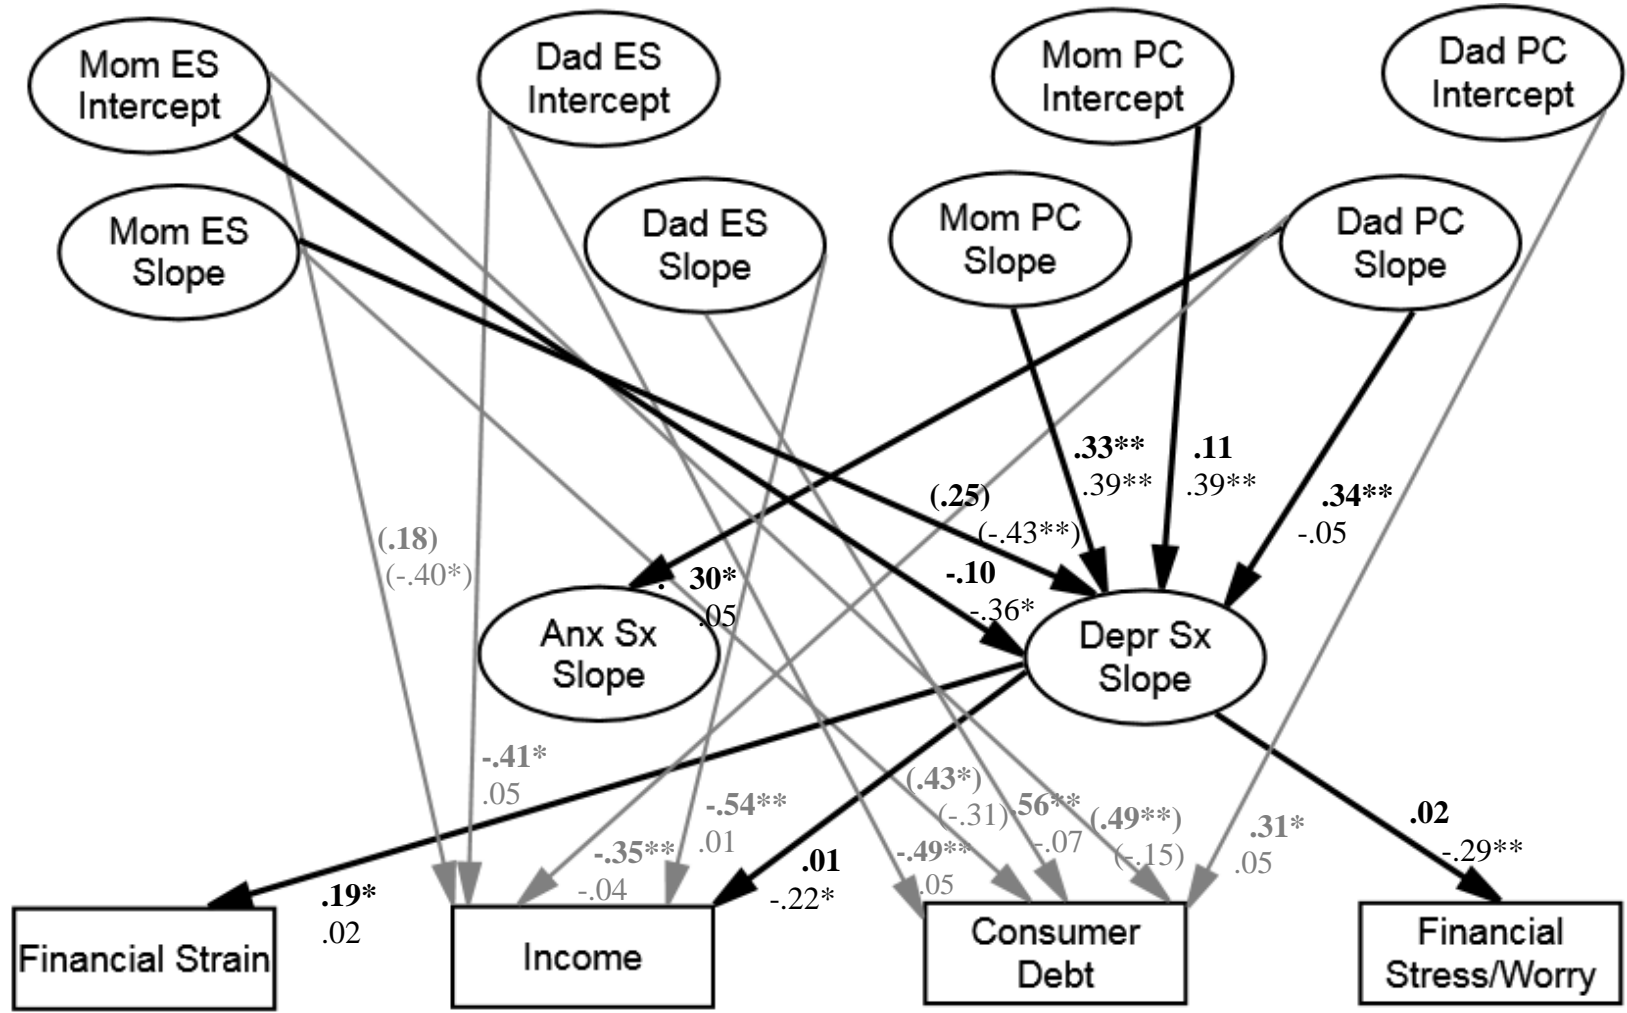 Mom ES
Intercept
Dad ES
Intercept
Mom PC
Intercept
Dad PC
Intercept
Mom ES
Slope
Dad ES
Slope
Mom PC
Slope
Dad PC
Slope
.33**
.39**
.11
.39**
(.25)
(-.43**)
.34**
-.05
(.18)
(-.40*)
. 30*
.05
-.10
-.36*
Anx Sx
Slope
Depr Sx
Slope
-.41*
.05
-.54**
.01
(.43*)
(-.31)
.56**
-.07
(.49**)
(-.15)
.31*
.05
.02
-.29**
-.35**
-.04
.01
-.22*
-.49**
.05
.19*
.02
Financial Strain
Income
Consumer
Debt
Financial
Stress/Worry